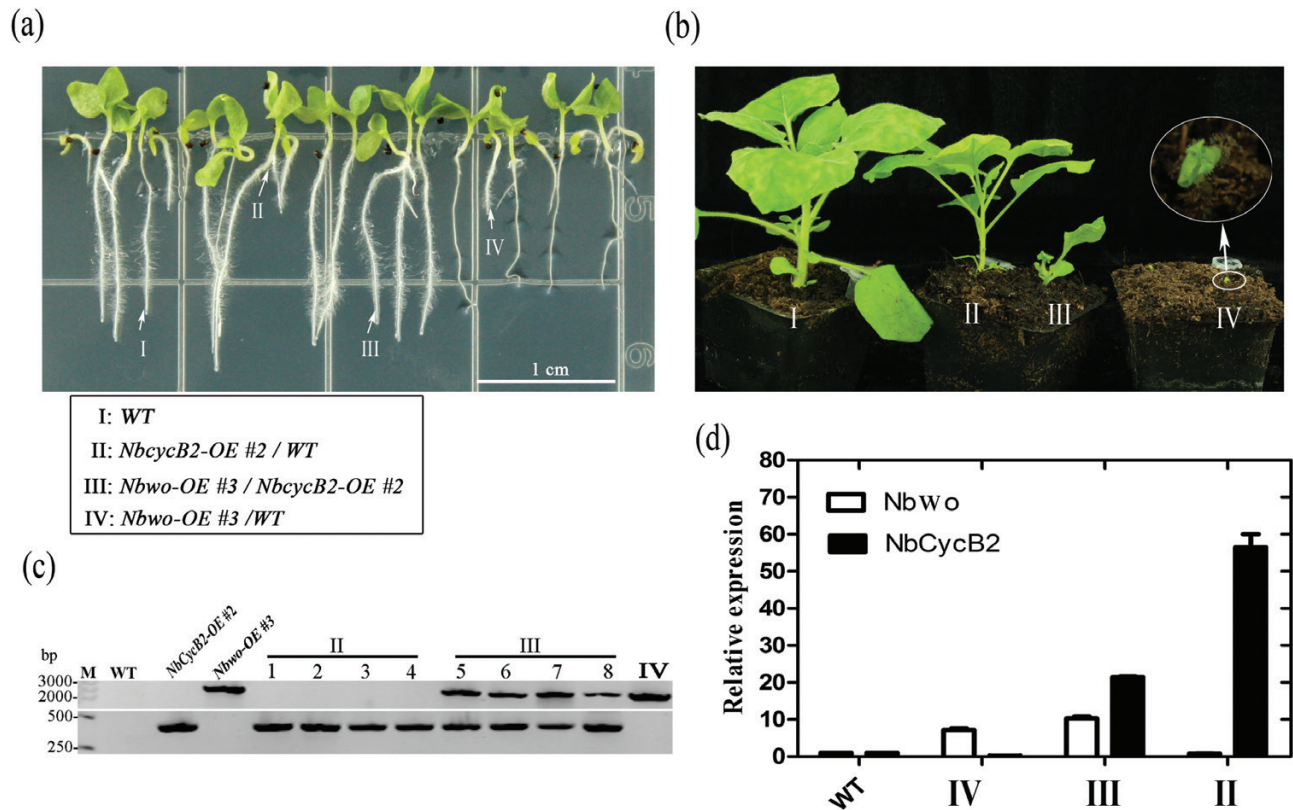 (a)
I
II
III
IV
1 cm
5
6
I: WT
II: NbcycB2-OE #2 / WT
III: Nbwo-OE #3 / NbcycB2-OE #2
IV: Nbwo-OE #3 /WT
(b)
I
II
III
IV
(c)
bp
M
WT
NbCycB2-OE #2
Nbwo-OE #3
II
1 2 3 4
III
5 6 7 8
IV
3000
2000
500
250
(d)
Relative expression
80
70
60
50
40
30
20
10
0
Nbwo
NbCycB2
WT
IV
III
II